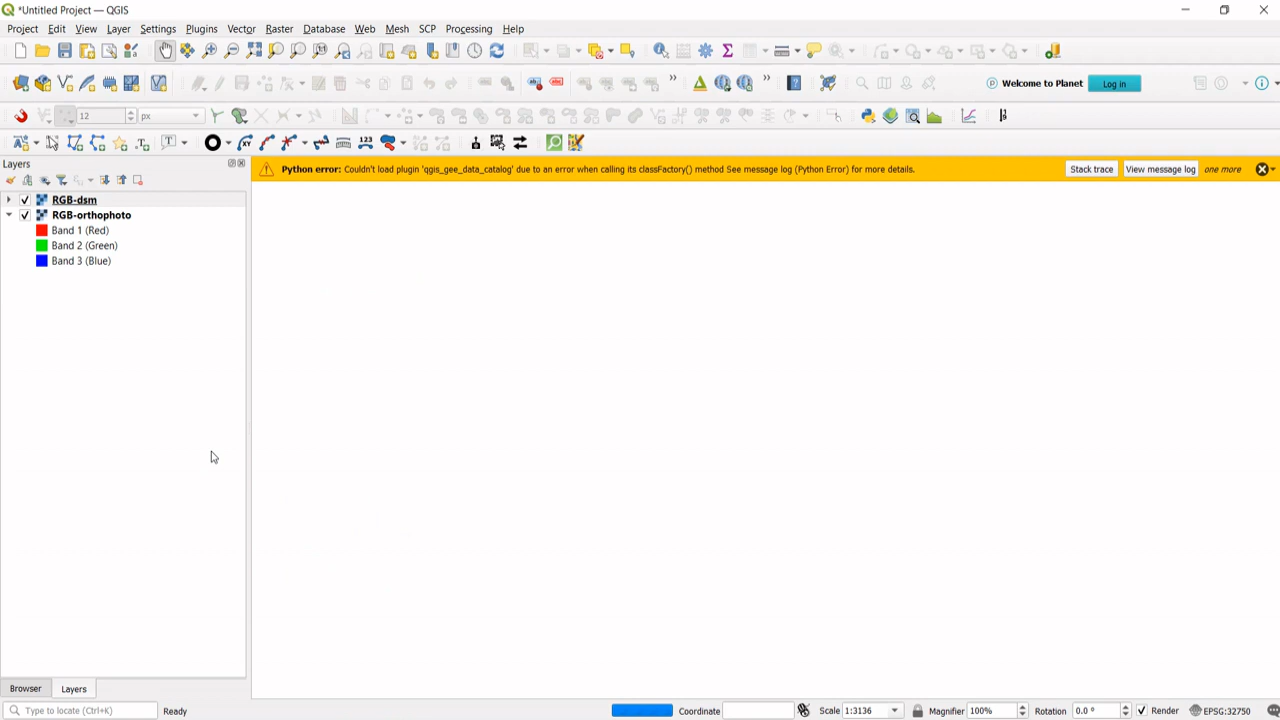 *Untitled Project — QGIS
Project Edit View Layer Settings Plugins Vector Raster Database Web Mesh SCP Processing Help
Welcome to Planet Log in
12 px
Layers
Python error: Couldn't load plugin 'qgis_gee_data_catalog' due to an error when calling its classFactory() method See message log (Python Error) for more details. Stack trace View message log one more
RGB-dsm
RGB-orthophoto
Band 1 (Red)
Band 2 (Green)
Band 3 (Blue)
Browser Layers
Type to locate (Ctrl+K) Ready Coordinate Scale 1:3136 Magnifier 100% Rotation 0.0 ° Render EPSG:32750